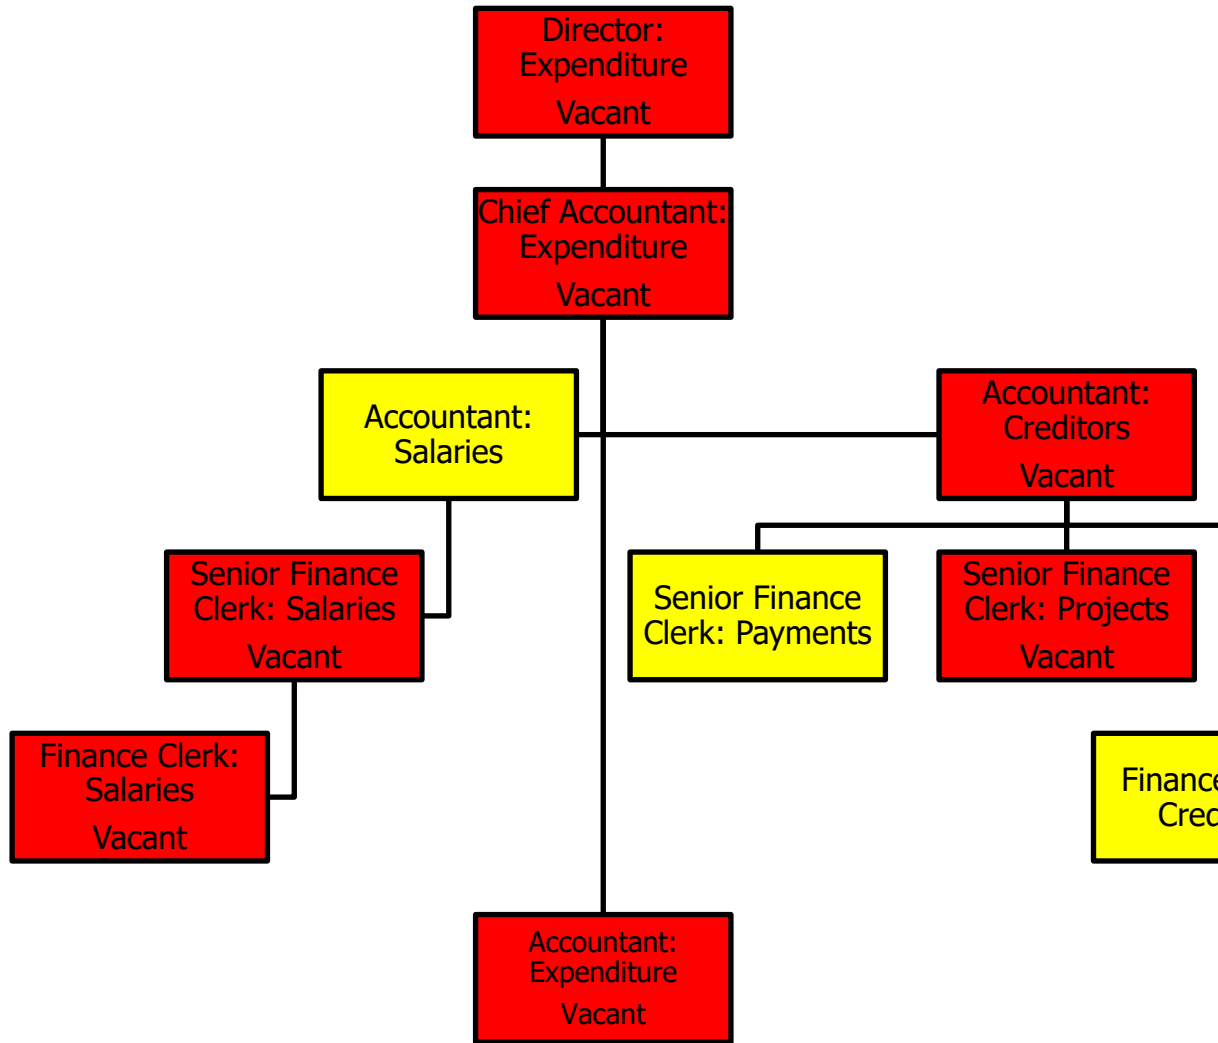 Director:
Expenditure
Vacant
Chief Accountant:
Expenditure
Vacant
Accountant:
Salaries
Accountant:
Creditors
Vacant
Senior Finance
Clerk: Salaries
Vacant
Senior Finance
Clerk: Payments
Senior Finance
Clerk: Projects
Vacant
Finance Clerk:
Salaries
Vacant
Finance
Accountant:
Expenditure
Vacant